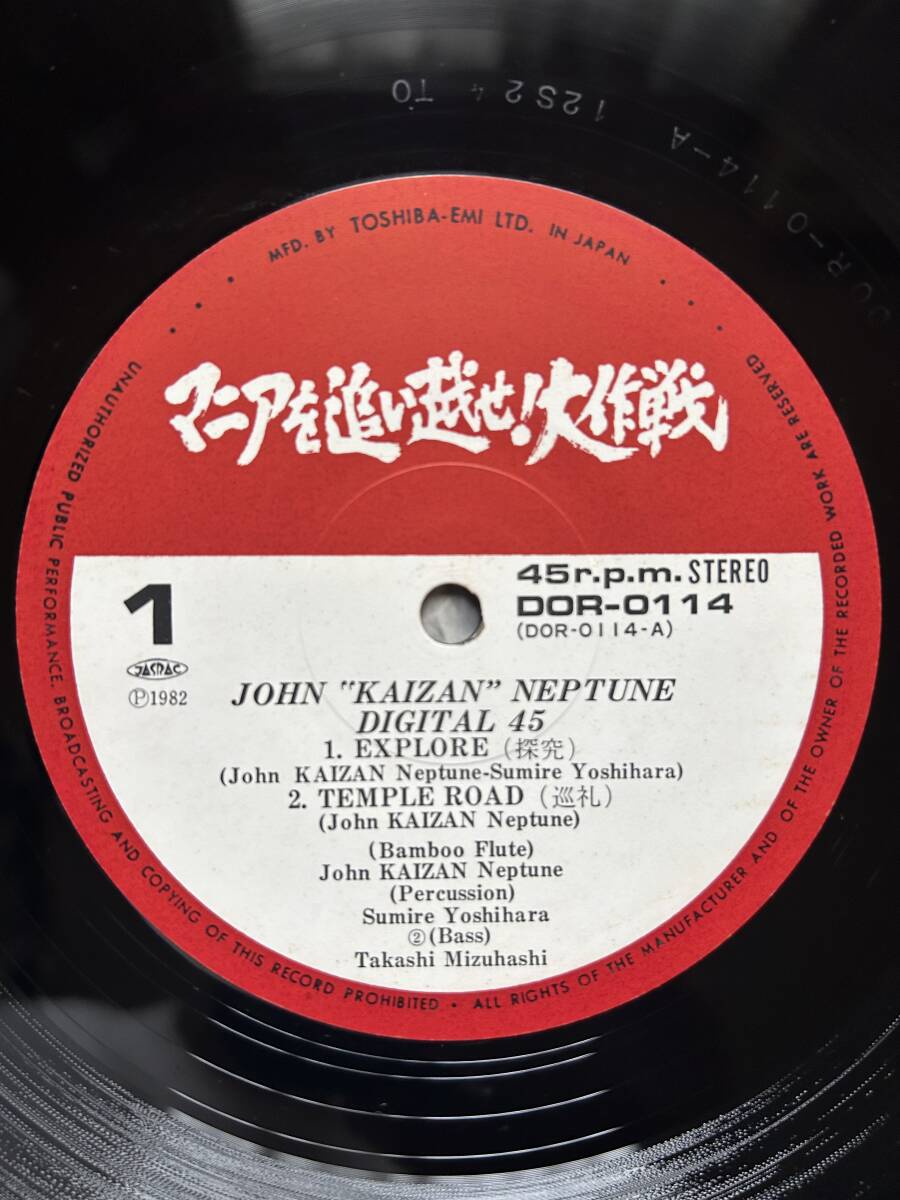 12S 2 4 TO
DOR-0114-A
MFD. BY TOSHIBA-EMI LTD. IN JAPAN
マニアを追い越せ!大作戦
1
45r.p.m. STEREO
DOR-0114
(DOR-0114-A)
JASRAC
Ⓟ1982
JOHN "KAIZAN" NEPTUNE
DIGITAL 45
1. EXPLORE (探究)
(John KAIZAN Neptune-Sumire Yoshihara)
2. TEMPLE ROAD (巡礼)
(John KAIZAN Neptune)
(Bamboo Flute)
John KAIZAN Neptune
(Percussion)
Sumire Yoshihara
②(Bass)
Takashi Mizuhashi
UNAUTHORIZED PUBLIC PERFORMANCE. BROADCASTING AND COPYING OF THIS RECORD PROHIBITED • ALL RIGHTS OF THE MANUFACTURER AND OF THE OWNER OF THE RECORDED WORK ARE RESERVED